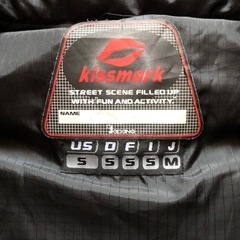 kissmark
STREET SCENE FILLED UP
WITH FUN AND ACTIVITY.
NAME
US D F I J
S S S S M